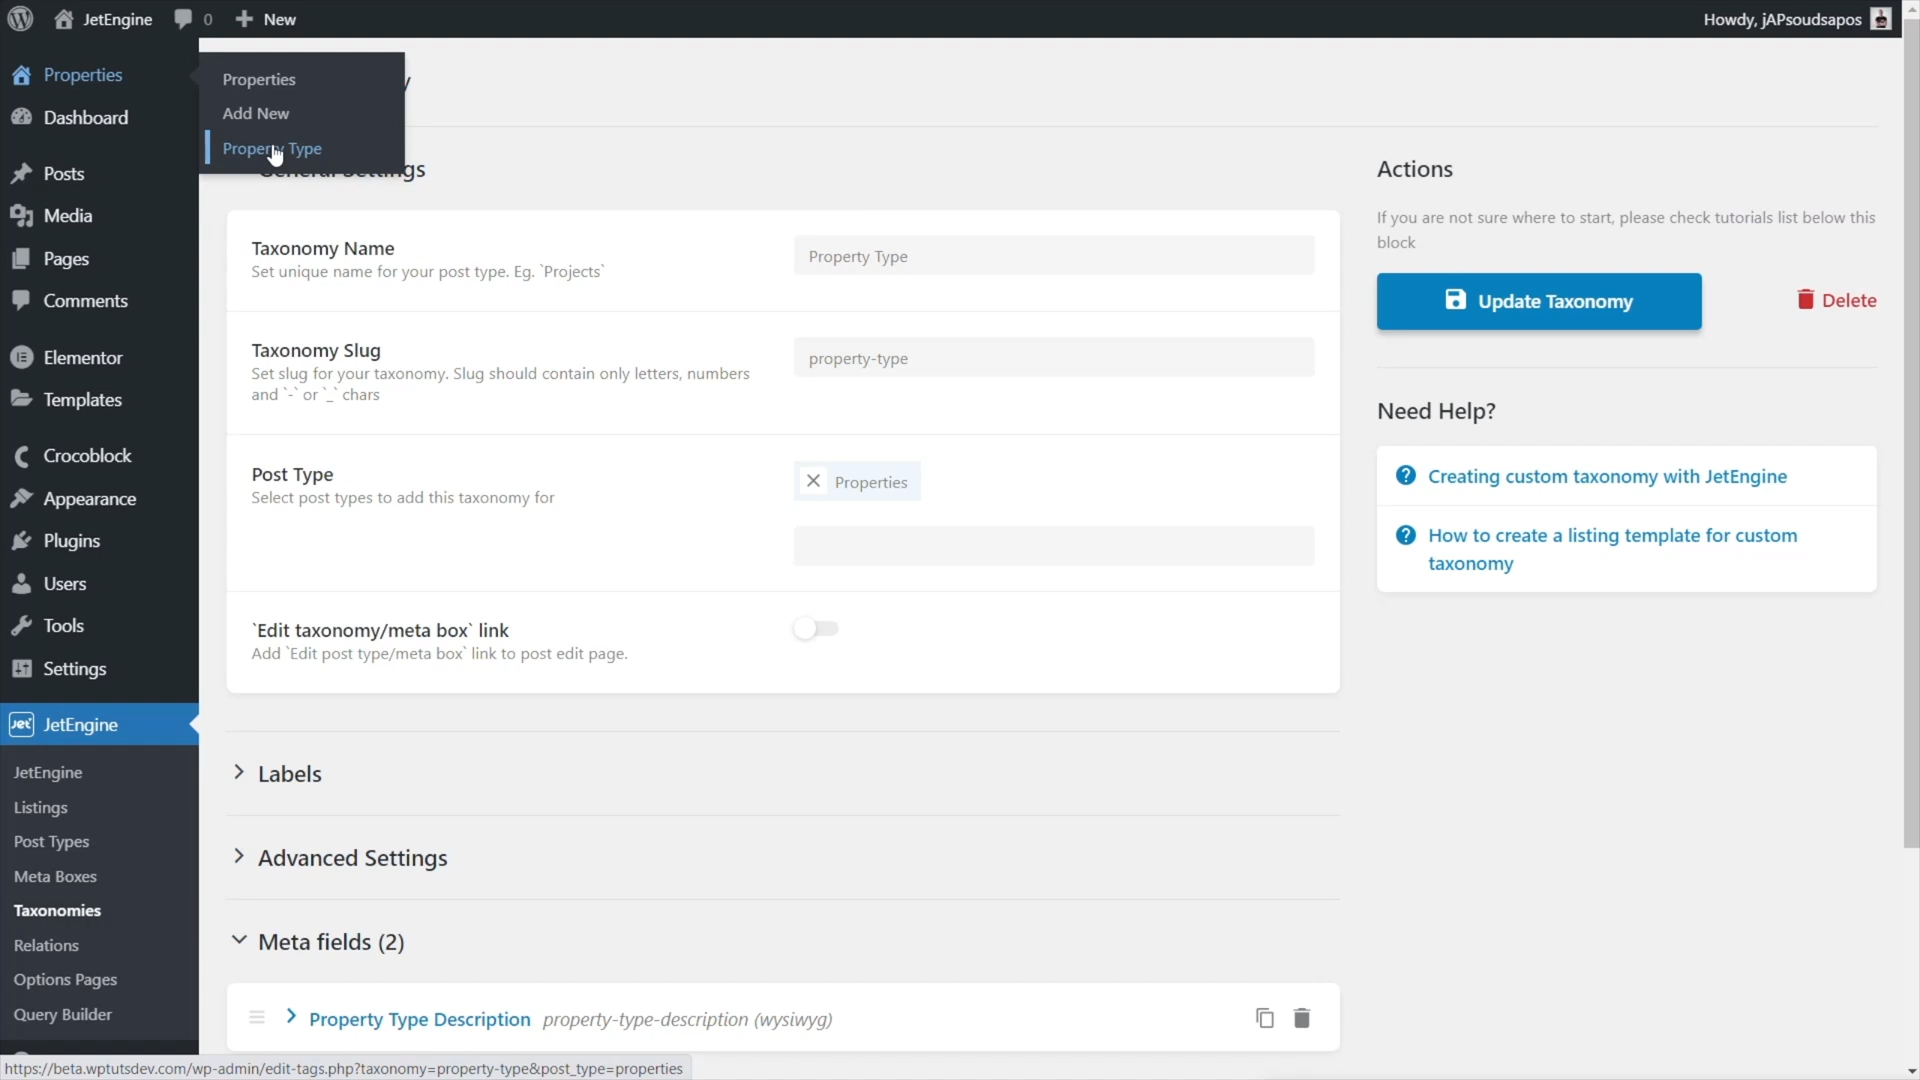 JetEngine
0
New
Howdy, jAPsoudsapos
Properties
Dashboard
Posts
Media
Pages
Comments
Elementor
Templates
Crocoblock
Appearance
Plugins
Users
Tools
Settings
Jet JetEngine
JetEngine
Listings
Post Types
Meta Boxes
Taxonomies
Relations
Options Pages
Query Builder
Properties
Add New
Property Type
General Settings
Taxonomy Name
Set unique name for your post type. Eg. `Projects`
Property Type
Taxonomy Slug
Set slug for your taxonomy. Slug should contain only letters, numbers
and `-` or `_` chars
property-type
Post Type
Select post types to add this taxonomy for
Properties
`Edit taxonomy/meta box` link
Add `Edit post type/meta box` link to post edit page.
Labels
Advanced Settings
Meta fields (2)
Property Type Description property-type-description (wysiwyg)
Actions
If you are not sure where to start, please check tutorials list below this
block
Update Taxonomy
Delete
Need Help?
Creating custom taxonomy with JetEngine
How to create a listing template for custom
taxonomy
https://beta.wptutsdev.com/wp-admin/edit-tags.php?taxonomy=property-type&post_type=properties